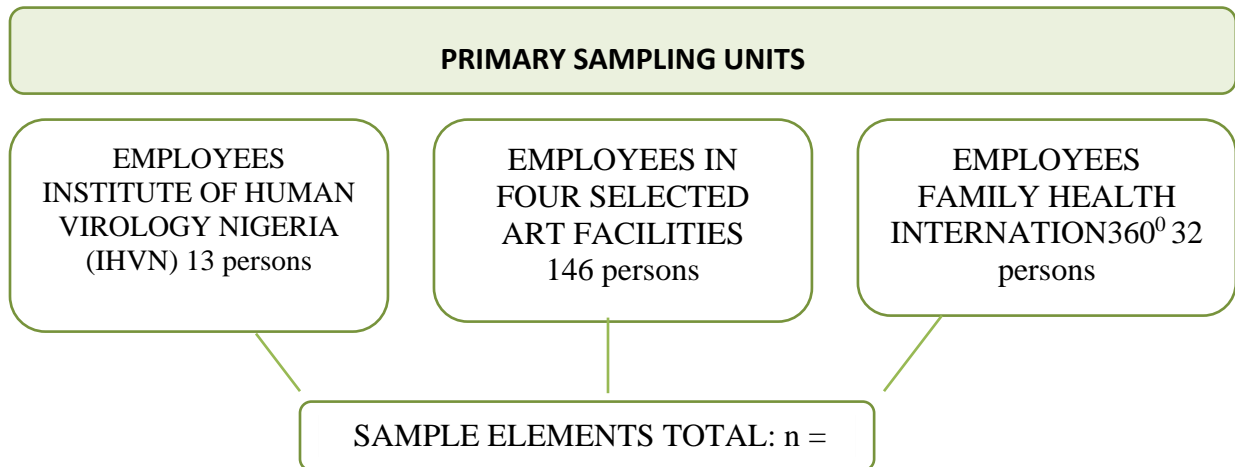 PRIMARY SAMPLING UNITS
EMPLOYEES
INSTITUTE OF HUMAN
VIROLOGY NIGERIA
(IHVN) 13 persons
EMPLOYEES IN
FOUR SELECTED
ART FACILITIES
146 persons
EMPLOYEES
FAMILY HEALTH
INTERNATION360⁰ 32
persons
SAMPLE ELEMENTS TOTAL: n =